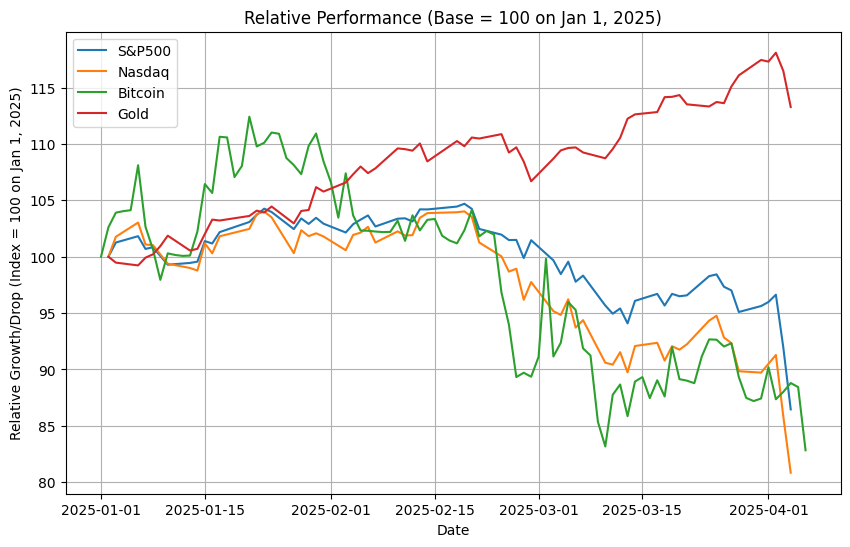 Relative Performance (Base = 100 on Jan 1, 2025)
S&P500
Nasdaq
Bitcoin
Gold
Relative Growth/Drop (Index = 100 on Jan 1, 2025)
115
110
105
100
95
90
85
80
2025-01-01
2025-01-15
2025-02-01
2025-02-15
2025-03-01
2025-03-15
2025-04-01
Date